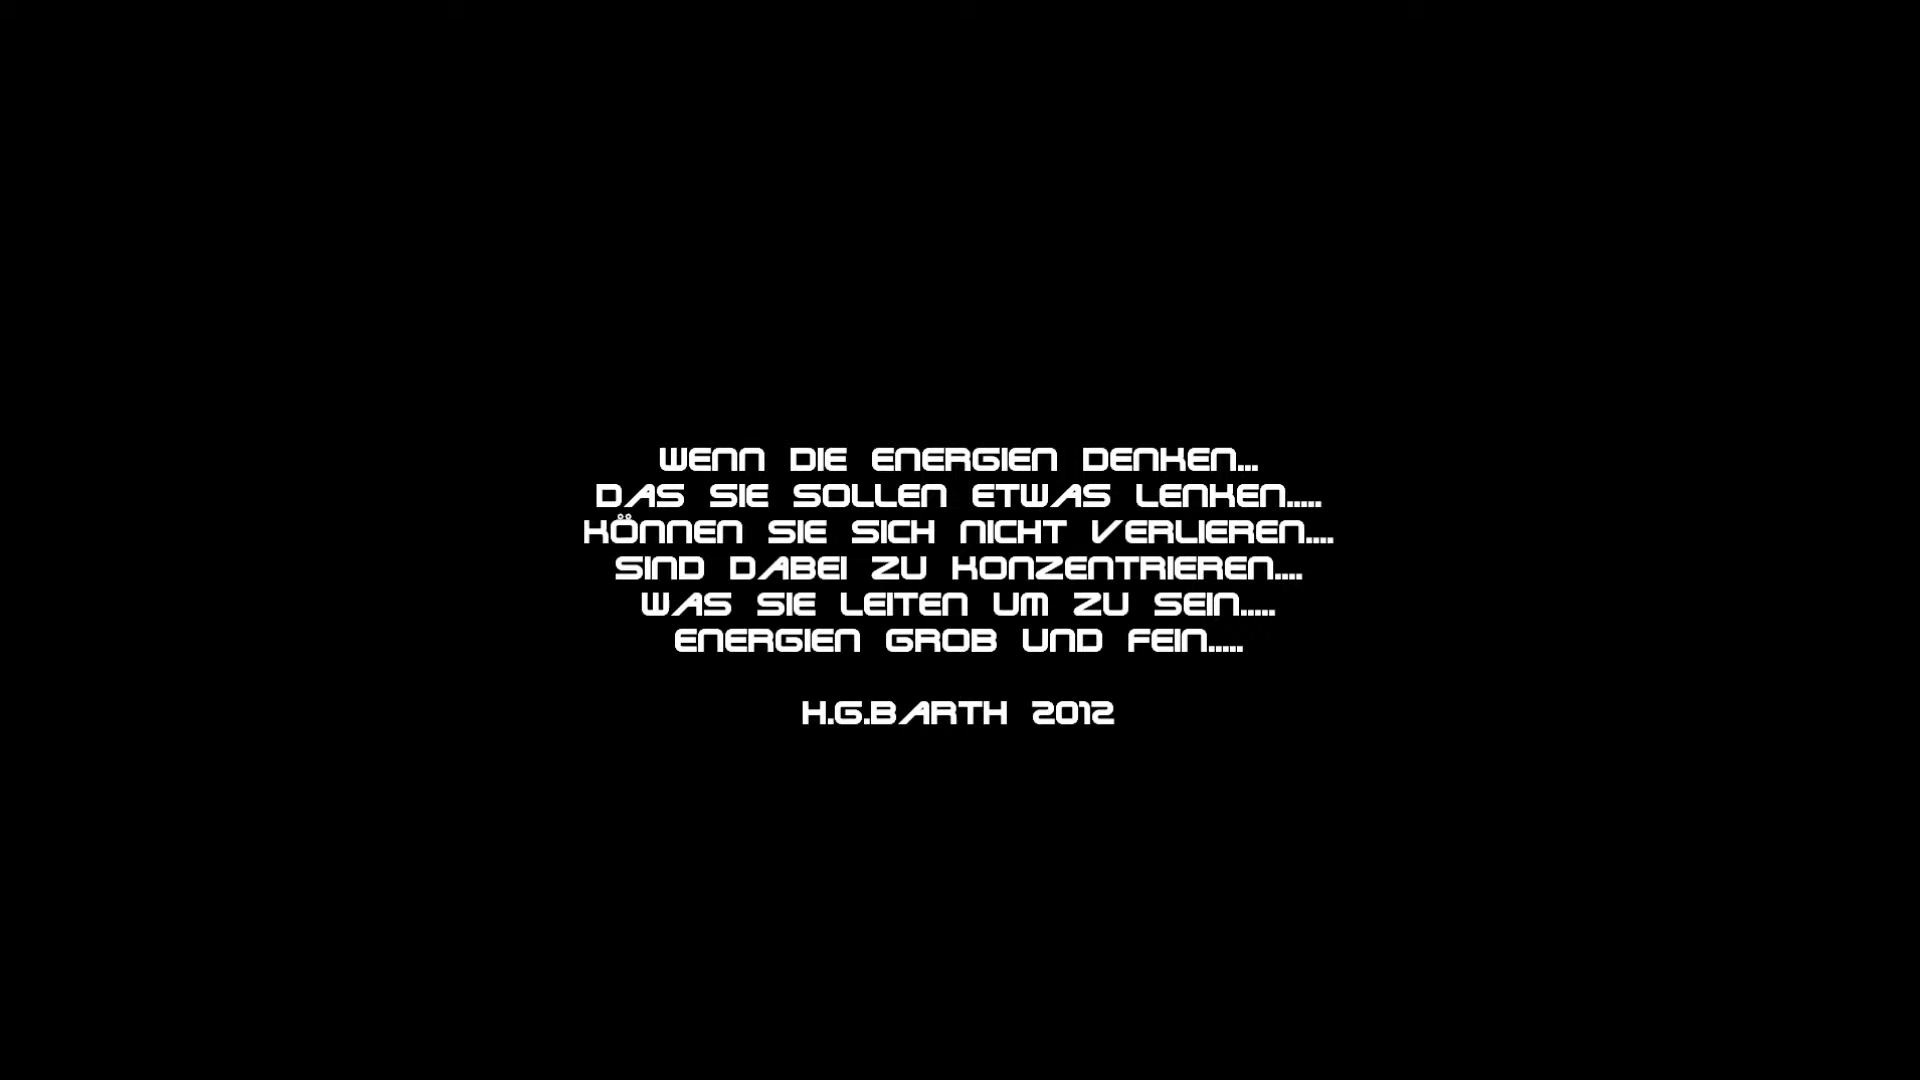 WENN DIE ENERGIEN DENKEN...
DAS SIE SOLLEN ETWAS LENKEN.....
KÖNNEN SIE SICH NICHT VERLIEREN....
SIND DABEI ZU KONZENTRIEREN....
WAS SIE LEITEN UM ZU SEIN.....
ENERGIEN GROB UND FEIN.....
H.G.BARTH 2012